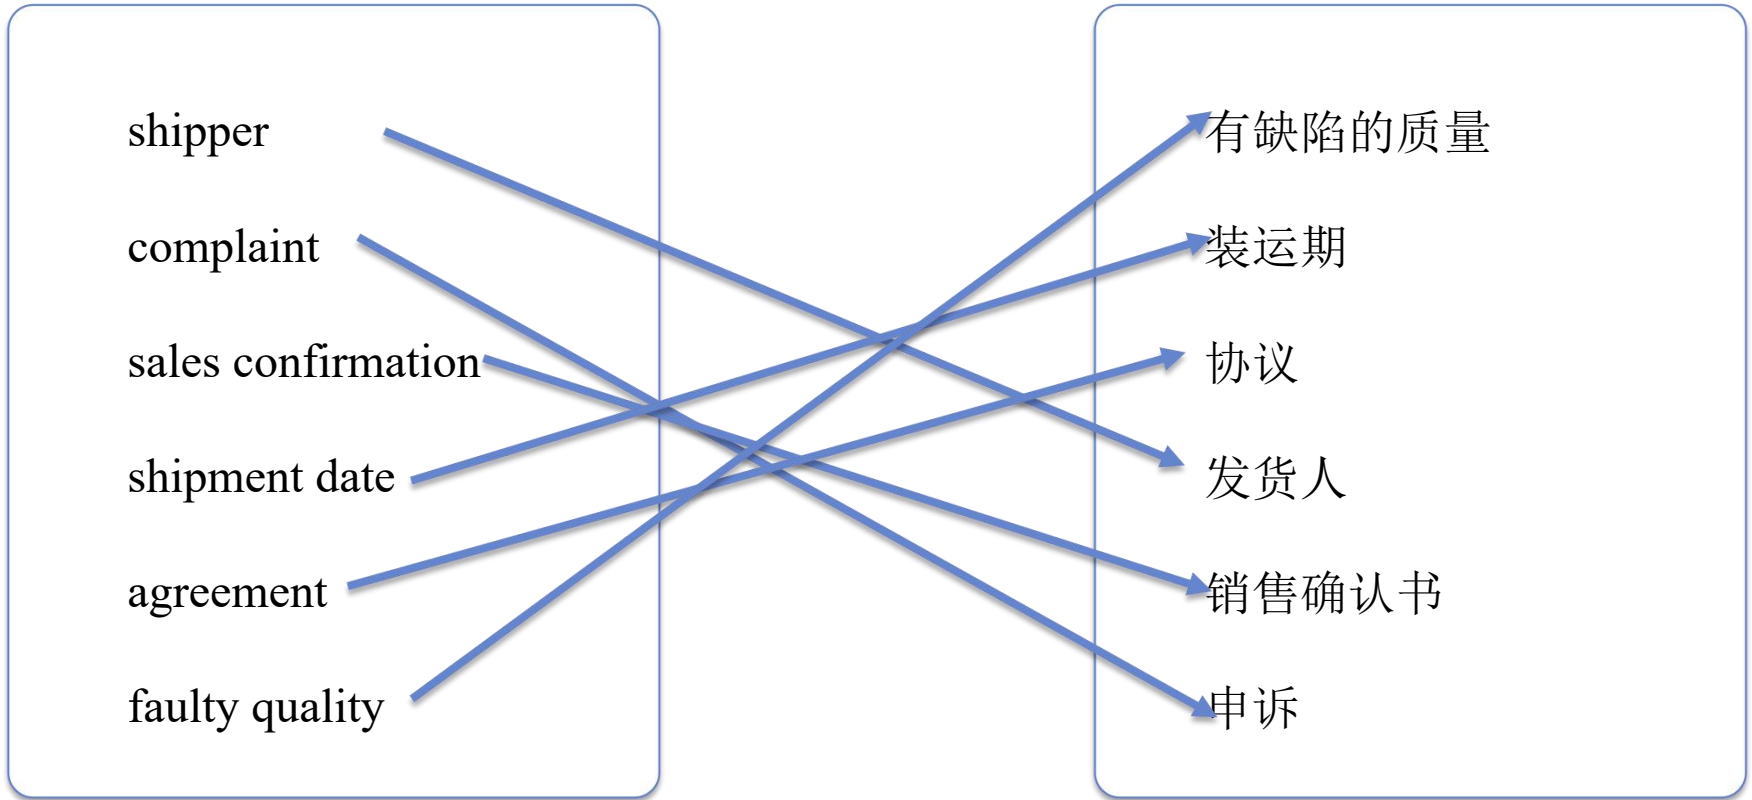 shipper
complaint
sales confirmation
shipment date
agreement
faulty quality
有缺陷的质量
装运期
协议
发货人
销售确认书
申诉